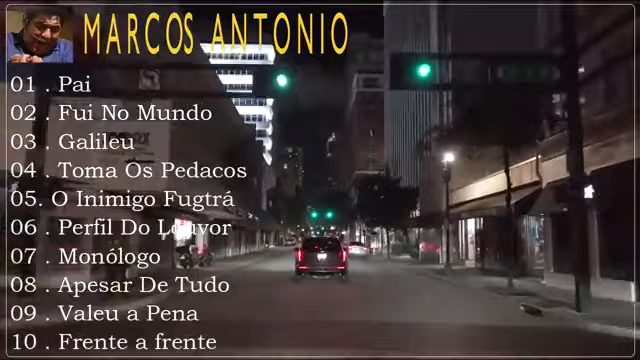 MARCOS ANTONIO
01 . Pai
02 . Fui No Mundo
03 . Galileu
04 . Toma Os Pedacos
05. O Inimigo Fugtrá
06 . Perfil Do Louvor
07 . Monólogo
08 . Apesar De Tudo
09 . Valeu a Pena
10 . Frente a frente